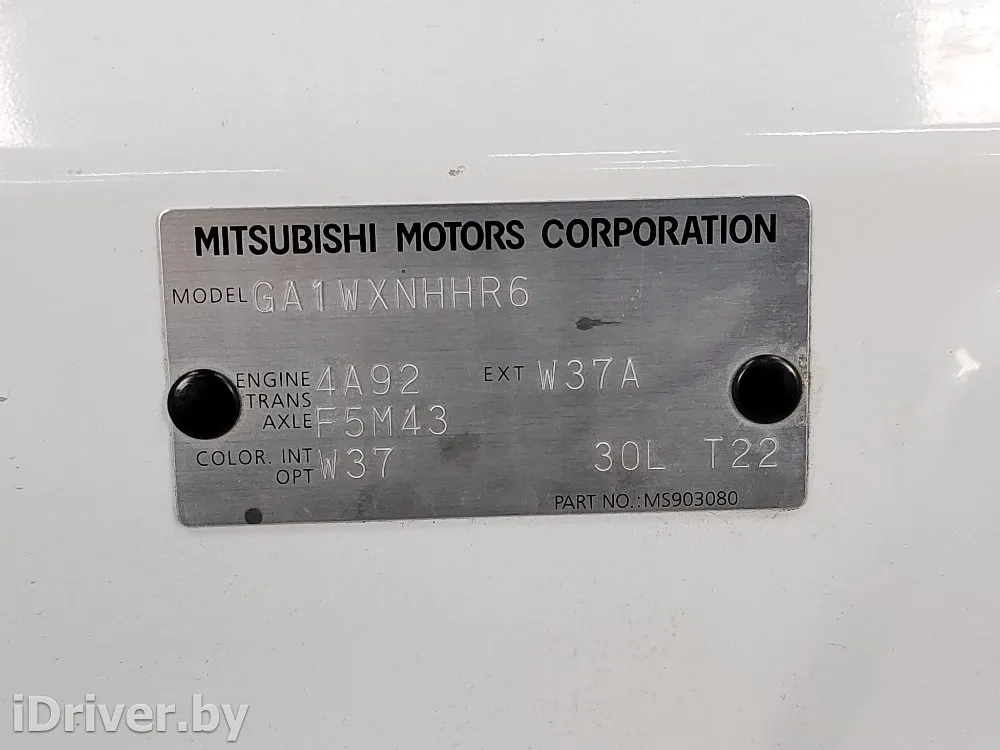 MITSUBISHI MOTORS CORPORATION
MODEL GA1WXNHHR6
ENGINE 4A92 EXT W37A
TRANS AXLE F5M43
COLOR. INT OPT W37 30L T22
PART NO.:MS903080
iDriver.by